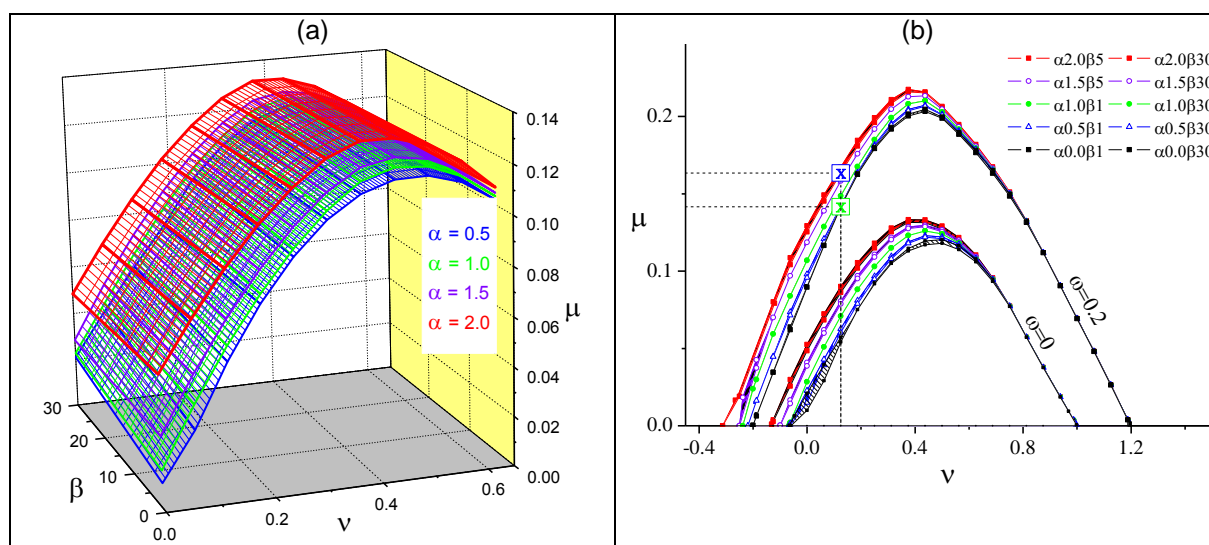 (a)
0.14
0.12
0.10
0.08
0.06
0.04
0.02
0.00
μ
α = 0.5
α = 1.0
α = 1.5
α = 2.0
30
20
10
0
β
0.0
0.2
0.4
0.6
ν
(b)
α2.0β5 α2.0β30
α1.5β5 α1.5β30
α1.0β1 α1.0β30
α0.5β1 α0.5β30
α0.0β1 α0.0β30
0.2
0.1
0.0
μ
x
x
ω=0.2
ω=0
-0.4 0.0 0.4 0.8 1.2
ν